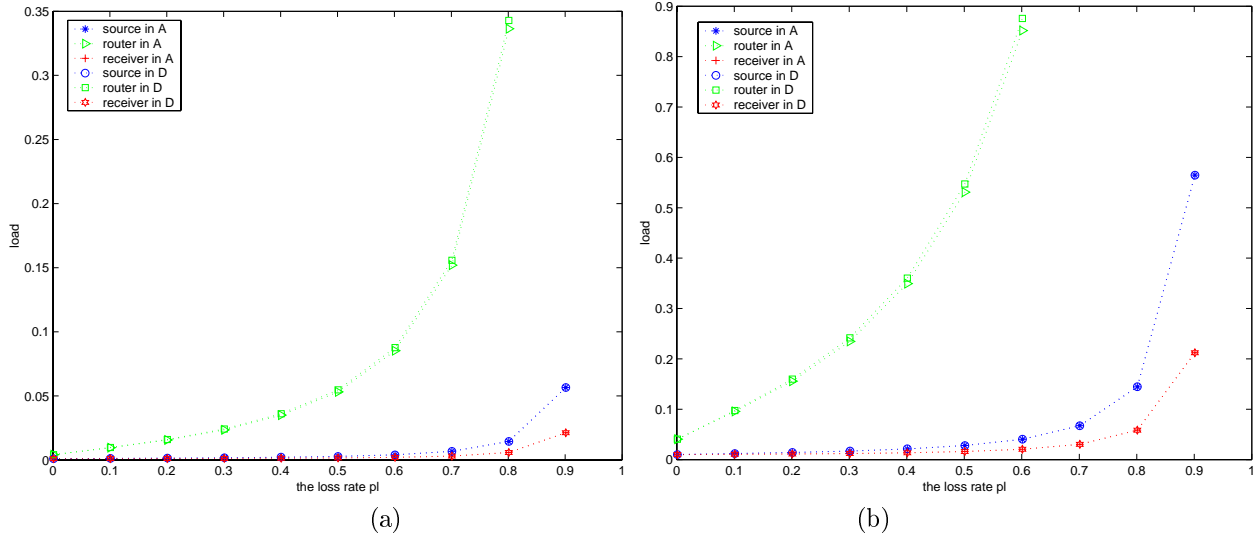 0.35
0.3
0.25
0.2
0.15
0.1
0.05
0
load
source in A
router in A
receiver in A
source in D
router in D
receiver in D
0 0.1 0.2 0.3 0.4 0.5 0.6 0.7 0.8 0.9 1
the loss rate pl
(a)
0.9
0.8
0.7
0.6
0.5
0.4
0.3
0.2
0.1
0
load
source in A
router in A
receiver in A
source in D
router in D
receiver in D
0 0.1 0.2 0.3 0.4 0.5 0.6 0.7 0.8 0.9 1
the loss rate pl
(b)